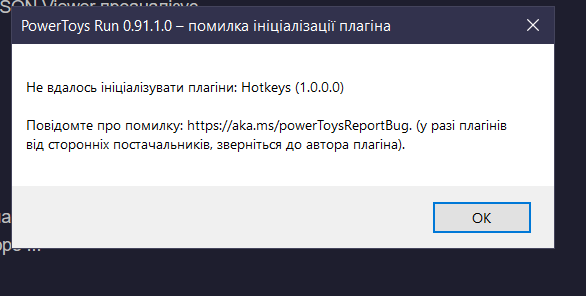 PowerToys Run 0.91.1.0 – помилка ініціалізації плагіна
Не вдалось ініціалізувати плагіни: Hotkeys (1.0.0.0)
Повідомте про помилку: https://aka.ms/powerToysReportBug. (у разі плагінів
від сторонніх постачальників, зверніться до автора плагіна).
OK